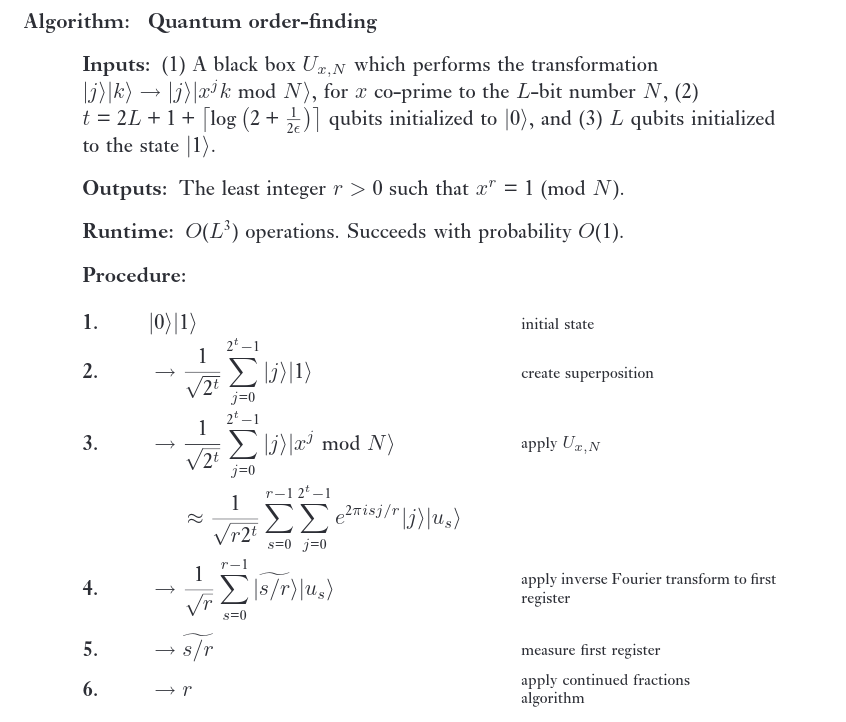 Algorithm: Quantum order-finding
Inputs: (1) A black box $U_{x,N}$ which performs the transformation
$|j\rangle|k\rangle \rightarrow |j\rangle|x^j k \bmod N\rangle$, for $x$ co-prime to the $L$-bit number $N$, (2)
$t = 2L + 1 + \lceil \log (2 + \frac{1}{2\epsilon}) \rceil$ qubits initialized to $|0\rangle$, and (3) $L$ qubits initialized
to the state $|1\rangle$.
Outputs: The least integer $r > 0$ such that $x^r = 1 \pmod N$.
Runtime: $O(L^3)$ operations. Succeeds with probability $O(1)$.
Procedure:
1. $|0\rangle|1\rangle$ initial state
2. $\rightarrow \frac{1}{\sqrt{2^t}} \sum_{j=0}^{2^t-1} |j\rangle|1\rangle$ create superposition
3. $\rightarrow \frac{1}{\sqrt{2^t}} \sum_{j=0}^{2^t-1} |j\rangle|x^j \bmod N\rangle$ apply $U_{x,N}$
$\approx \frac{1}{\sqrt{r2^t}} \sum_{s=0}^{r-1} \sum_{j=0}^{2^t-1} e^{2\pi isj/r} |j\rangle|u_s\rangle$
4. $\rightarrow \frac{1}{\sqrt{r}} \sum_{s=0}^{r-1} |\widetilde{s/r}\rangle|u_s\rangle$ apply inverse Fourier transform to first
register
5. $\rightarrow \widetilde{s/r}$ measure first register
6. $\rightarrow r$ apply continued fractions
algorithm